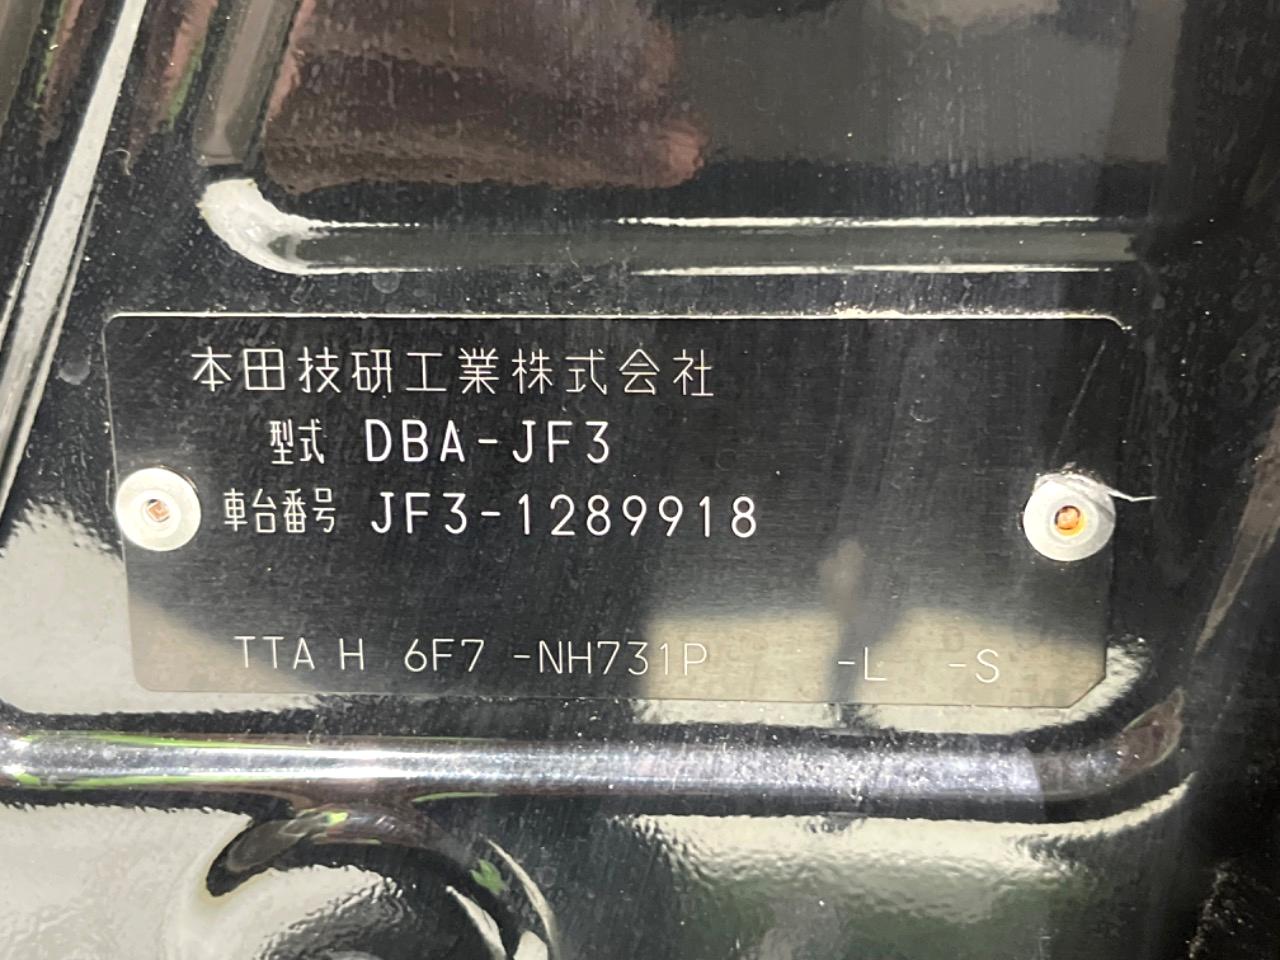 本田技研工業株式会社
型式 DBA-JF3
車台番号 JF3-1289918
TTA H 6F7 -NH731P -L -S